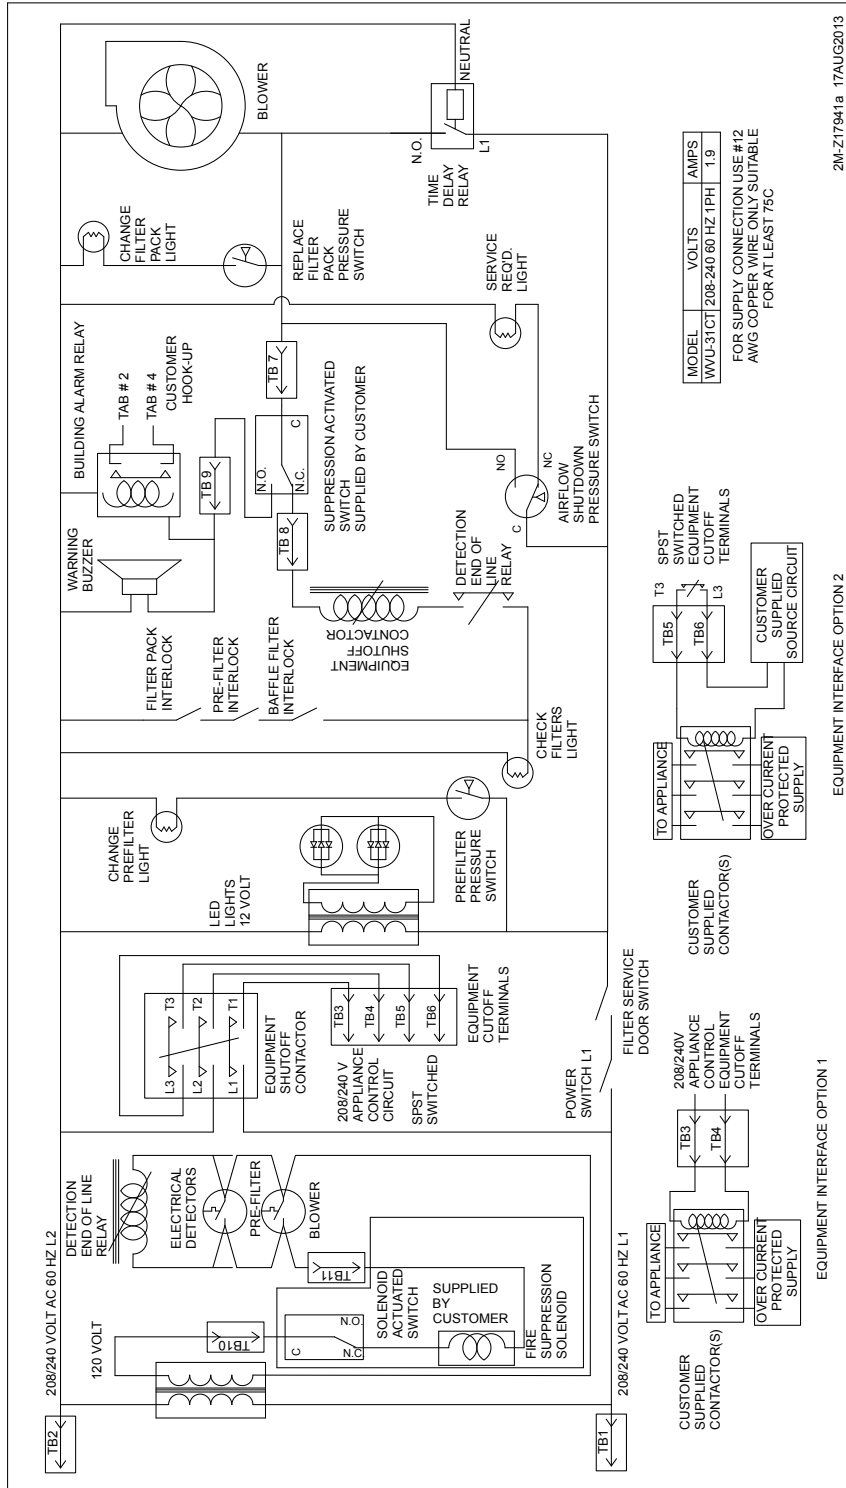 TB2
208/240 VOLT AC 60 HZ L2
DETECTION
END OF LINE
RELAY
120 VOLT
TB10
C
N.O.
N.C.
SOLENOID
ACTUATED
SWITCH
TB11
ELECTRICAL
DETECTORS
PRE-FILTER
BLOWER
SUPPLIED
BY
CUSTOMER
FIRE
SUPPRESSION
SOLENOID
TB1
208/240 VOLT AC 60 HZ L1
L3
T3
L2
T2
L1
T1
EQUIPMENT
SHUTOFF
CONTACTOR
TB3
TB4
TB5
TB6
208/240 V
APPLIANCE
CONTROL
CIRCUIT
SPST
SWITCHED
EQUIPMENT
CUTOFF
TERMINALS
POWER
SWITCH L1
FILTER SERVICE
DOOR SWITCH
CHANGE
PREFILTER
LIGHT
LED
LIGHTS
12 VOLT
PREFILTER
PRESSURE
SWITCH
CHECK
FILTERS
LIGHT
FILTER PACK
INTERLOCK
PRE-FILTER
INTERLOCK
BAFFLE FILTER
INTERLOCK
EQUIPMENT
SHUTOFF
CONTACTOR
DETECTION
END OF
LINE
RELAY
WARNING
BUZZER
BUILDING ALARM RELAY
TAB # 2
TAB # 4
CUSTOMER
HOOK-UP
TB 9
N.O.
N.C.
C
TB 8
TB 7
SUPPRESSION ACTIVATED
SWITCH
SUPPLIED BY CUSTOMER
NO
NC
C
AIRFLOW
SHUTDOWN
PRESSURE SWITCH
CHANGE
FILTER
PACK
LIGHT
REPLACE
FILTER
PACK
PRESSURE
SWITCH
SERVICE
REQ'D.
LIGHT
BLOWER
N.O.
L1
NEUTRAL
TIME
DELAY
RELAY
TO APPLIANCE
OVER CURRENT
PROTECTED
SUPPLY
CUSTOMER
SUPPLIED
CONTACTOR(S)
TB3
TB4
208/240V
APPLIANCE
CONTROL
EQUIPMENT
CUTOFF
TERMINALS
EQUIPMENT INTERFACE OPTION 1
TO APPLIANCE
OVER CURRENT
PROTECTED
SUPPLY
CUSTOMER
SUPPLIED
CONTACTOR(S)
TB5
TB6
T3
L3
SPST
SWITCHED
EQUIPMENT
CUTOFF
TERMINALS
CUSTOMER
SUPPLIED
SOURCE CIRCUIT
EQUIPMENT INTERFACE OPTION 2
MODEL VOLTS AMPS
WVU-31CT 208-240 60 HZ 1PH 1.9
FOR SUPPLY CONNECTION USE #12
AWG COPPER WIRE ONLY SUITABLE
FOR AT LEAST 75C
2M-Z17941a 17AUG2013